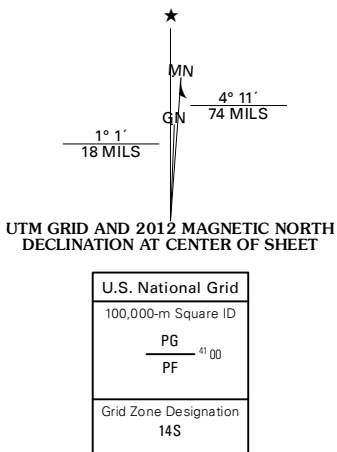 ★
MN
4° 11´
74 MILS
GN
1° 1´
18 MILS
UTM GRID AND 2012 MAGNETIC NORTH
DECLINATION AT CENTER OF SHEET
U.S. National Grid
100,000-m Square ID
PG
41 00
PF
Grid Zone Designation
14S